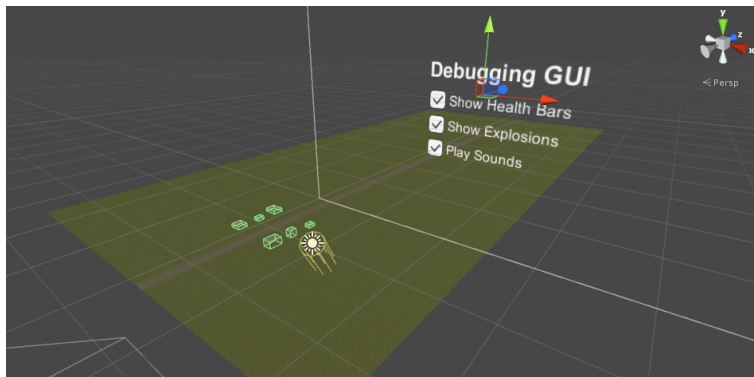 y
z
x
Persp
Debugging GUI
Show Health Bars
Show Explosions
Play Sounds